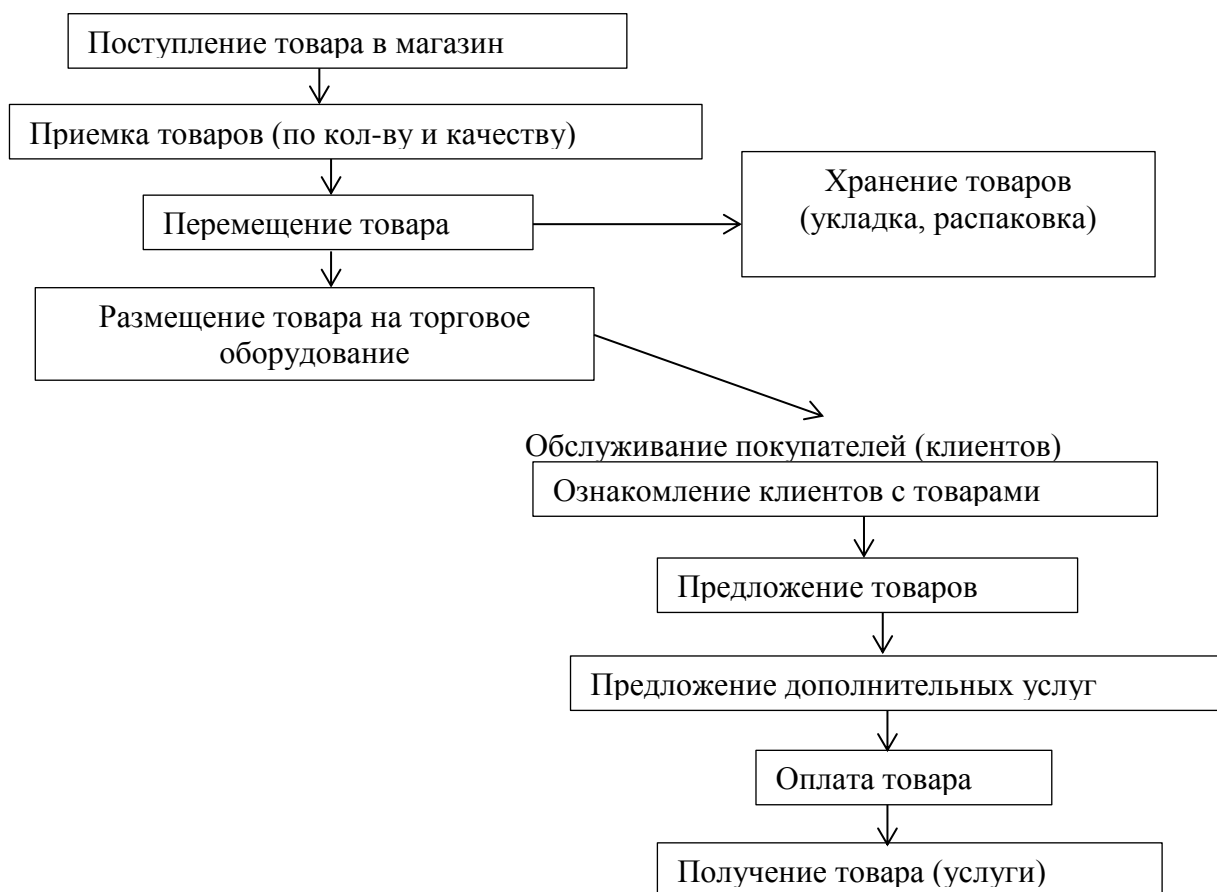 Поступление товара в магазин
Приемка товаров (по кол-ву и качеству)
Хранение товаров
(укладка, распаковка)
Перемещение товара
Размещение товара на торговое
оборудование
Обслуживание покупателей (клиентов)
Ознакомление клиентов с товарами
Предложение товаров
Предложение дополнительных услуг
Оплата товара
Получение товара (услуги)